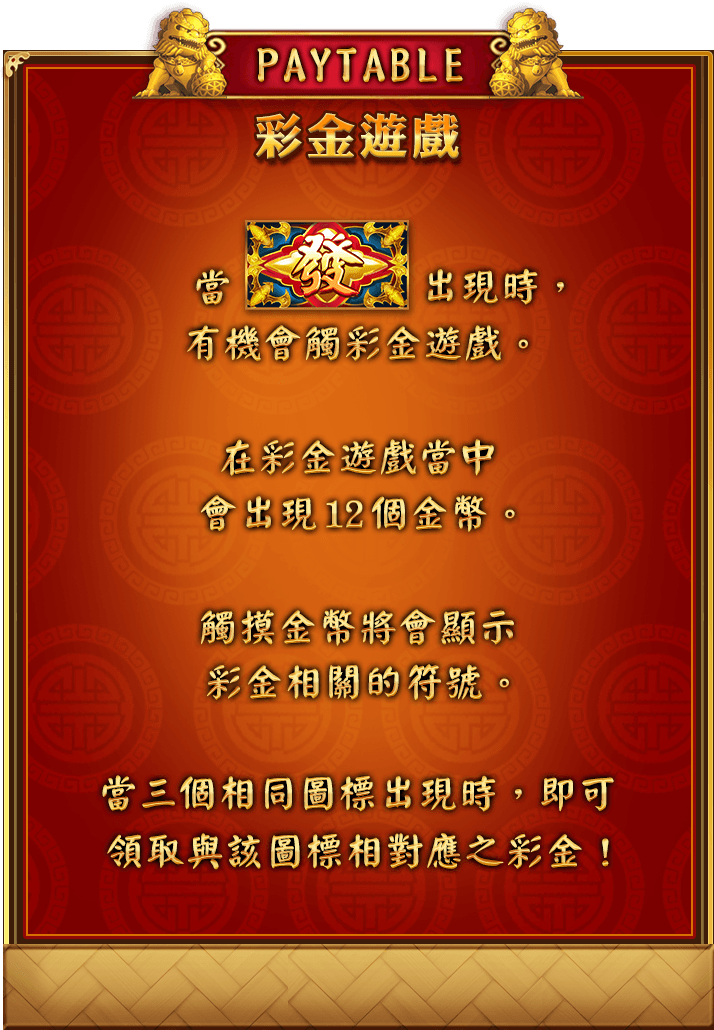 PAYTABLE
彩金遊戲
當 發 出現時，
有機會觸彩金遊戲。
在彩金遊戲當中
會出現12個金幣。
觸摸金幣將會顯示
彩金相關的符號。
當三個相同圖標出現時，即可
領取與該圖標相對應之彩金！